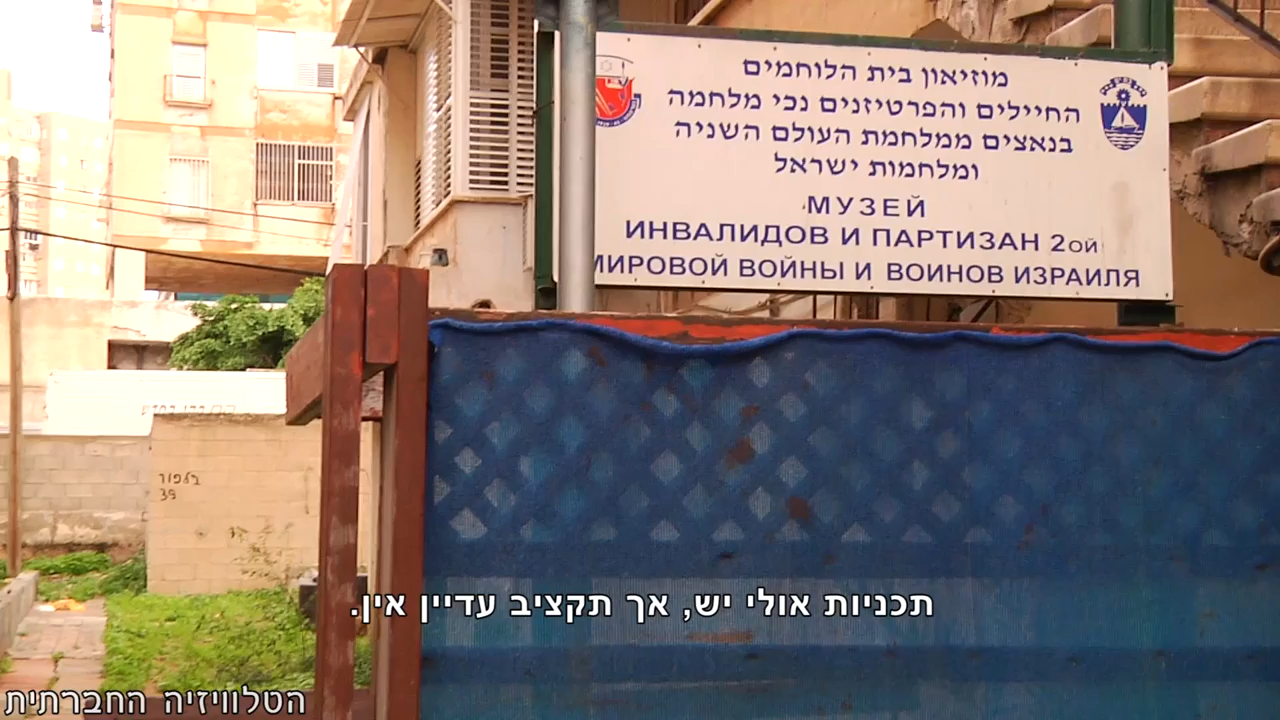 מוזיאון בית הלוחמים
החיילים והפרטיזנים נכי מלחמה
בנאצים ממלחמת העולם השניה
ומלחמות ישראל
МУЗЕЙ
ИНВАЛИДОВ И ПАРТИЗАН 2ой
МИРОВОЙ ВОЙНЫ И ВОИНОВ ИЗРАИЛЯ
בלפור
39
תכניות אולי יש, אך תקציב עדיין אין.
הטלוויזיה החברתית